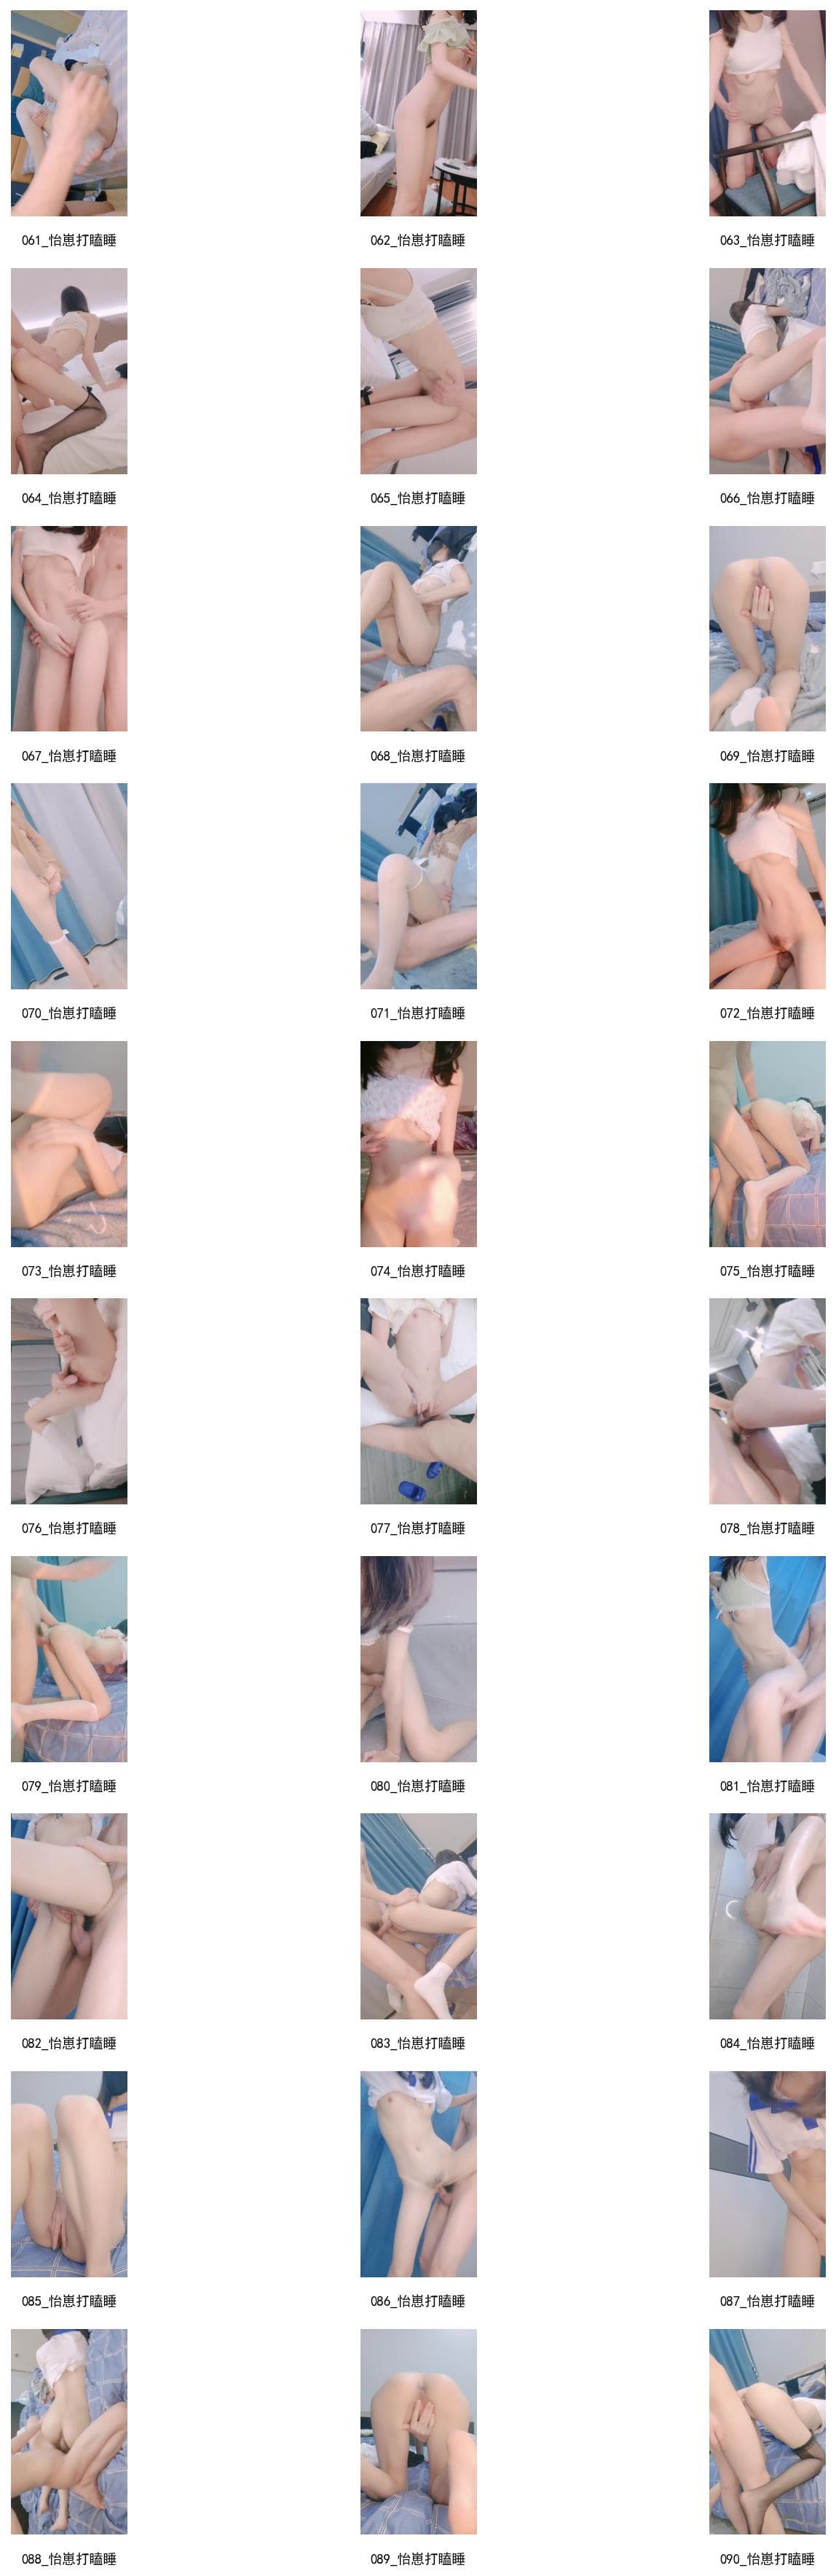 061_怡崽打瞌睡
062_怡崽打瞌睡
063_怡崽打瞌睡
064_怡崽打瞌睡
065_怡崽打瞌睡
066_怡崽打瞌睡
067_怡崽打瞌睡
068_怡崽打瞌睡
069_怡崽打瞌睡
070_怡崽打瞌睡
071_怡崽打瞌睡
072_怡崽打瞌睡
073_怡崽打瞌睡
074_怡崽打瞌睡
075_怡崽打瞌睡
076_怡崽打瞌睡
077_怡崽打瞌睡
078_怡崽打瞌睡
079_怡崽打瞌睡
080_怡崽打瞌睡
081_怡崽打瞌睡
082_怡崽打瞌睡
083_怡崽打瞌睡
084_怡崽打瞌睡
085_怡崽打瞌睡
086_怡崽打瞌睡
087_怡崽打瞌睡
088_怡崽打瞌睡
089_怡崽打瞌睡
090_怡崽打瞌睡